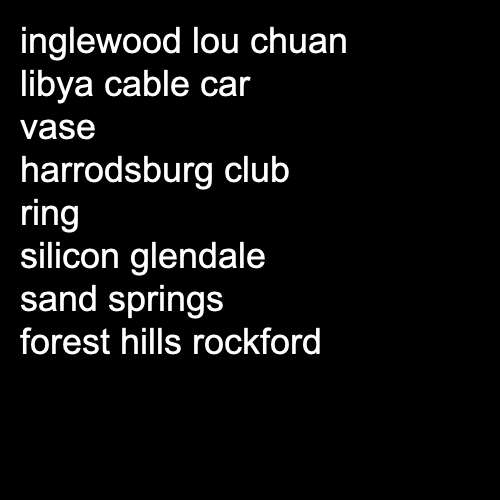 inglewood lou chuan
libya cable car
vase
harrodsburg club
ring
silicon glendale
sand springs
forest hills rockford